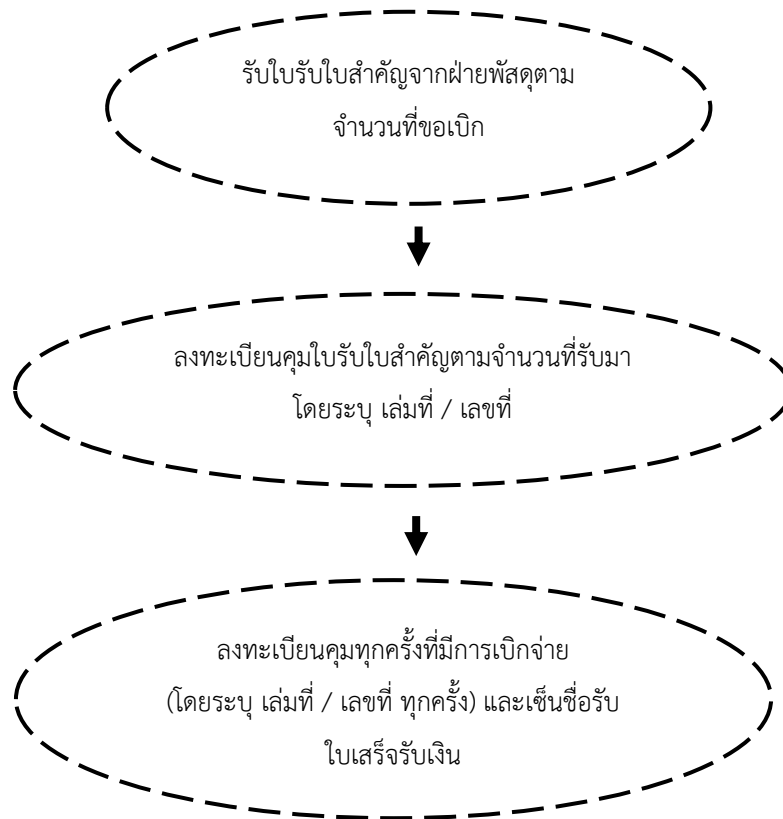 รับใบรับใบสำคัญจากฝ่ายพัสดุตาม
จำนวนที่ขอเบิก
ลงทะเบียนคุมใบรับใบสำคัญตามจำนวนที่รับมา
โดยระบุ เล่มที่ / เลขที่
ลงทะเบียนคุมทุกครั้งที่มีการเบิกจ่าย
(โดยระบุ เล่มที่ / เลขที่ ทุกครั้ง) และเซ็นชื่อรับ
ใบเสร็จรับเงิน